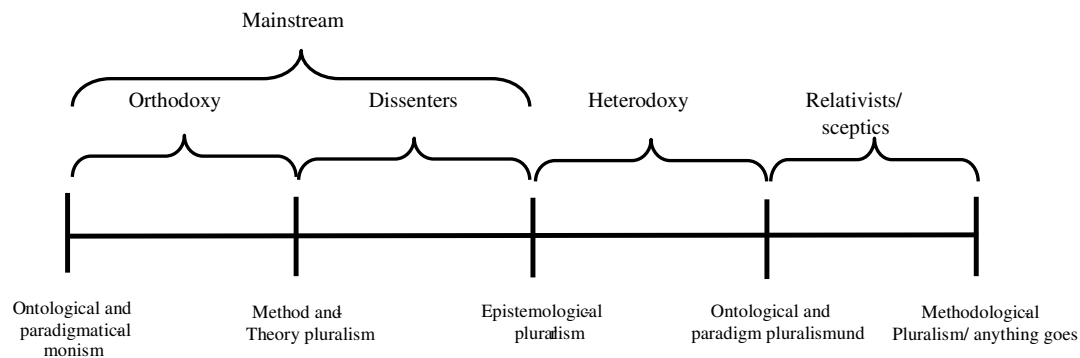 Mainstream
Orthodoxy
Dissenters
Heterodoxy
Relativists/
sceptics
Ontological and
paradigmatical
monism
Method and
Theory pluralism
Epistemological
pluralism
Ontological and
paradigm pluralismund
Methodological
Pluralism/ anything goes